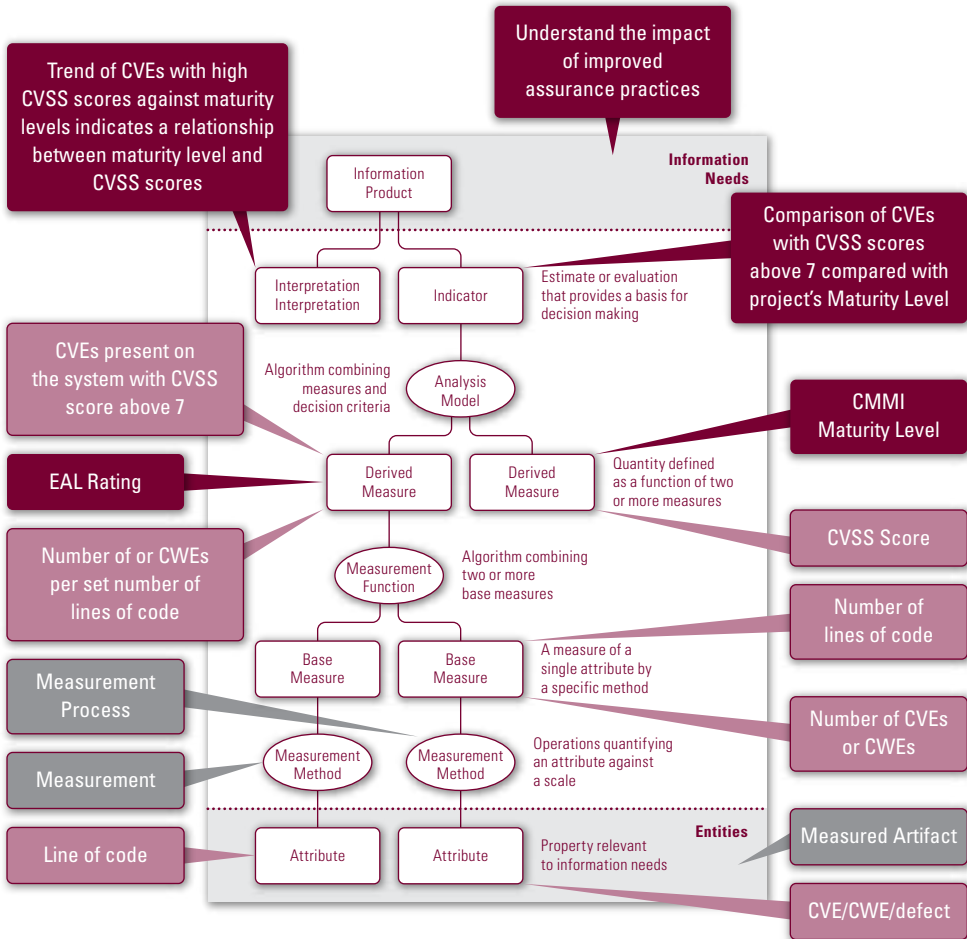 Understand the impact
of improved
assurance practices
Trend of CVEs with high
CVSS scores against maturity
levels indicates a relationship
between maturity level and
CVSS scores
Information
Needs
Information
Product
Comparison of CVEs
with CVSS scores
above 7 compared with
project's Maturity Level
Interpretation
Interpretation
Indicator
Estimate or evaluation
that provides a basis for
decision making
CVEs present on
the system with CVSS
score above 7
Algorithm combining
measures and
decision criteria
Analysis
Model
CMMI
Maturity Level
EAL Rating
Derived
Measure
Derived
Measure
Quantity defined
as a function of two
or more measures
CVSS Score
Number of or CWEs
per set number of
lines of code
Measurement
Function
Algorithm combining
two or more
base measures
Number of
lines of code
Base
Measure
Base
Measure
A measure of a
single attribute by
a specific method
Measurement
Process
Number of CVEs
or CWEs
Measurement
Measurement
Method
Measurement
Method
Operations quantifying
an attribute against
a scale
Entities
Line of code
Attribute
Attribute
Property relevant
to information needs
Measured Artifact
CVE/CWE/defect